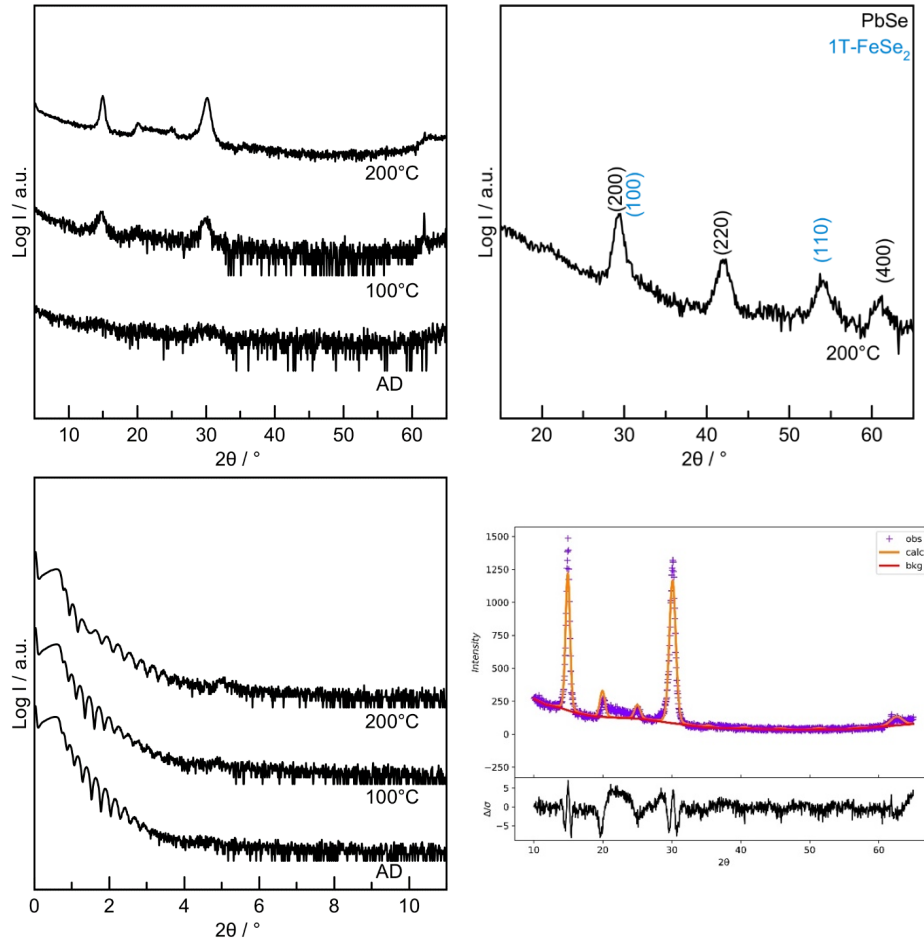 Log I / a.u.
200°C
100°C
AD
10 20 30 40 50 60
2θ / °
PbSe
1T-FeSe₂
Log I / a.u.
(200)
(100)
(220)
(110)
(400)
200°C
20 30 40 50 60
2θ / °
Log I / a.u.
200°C
100°C
AD
0 2 4 6 8 10
2θ / °
obs
calc
bkg
Intensity
1500
1250
1000
750
500
250
0
−250
Δ/σ
5
0
−5
10 20 30 40 50 60
2θ